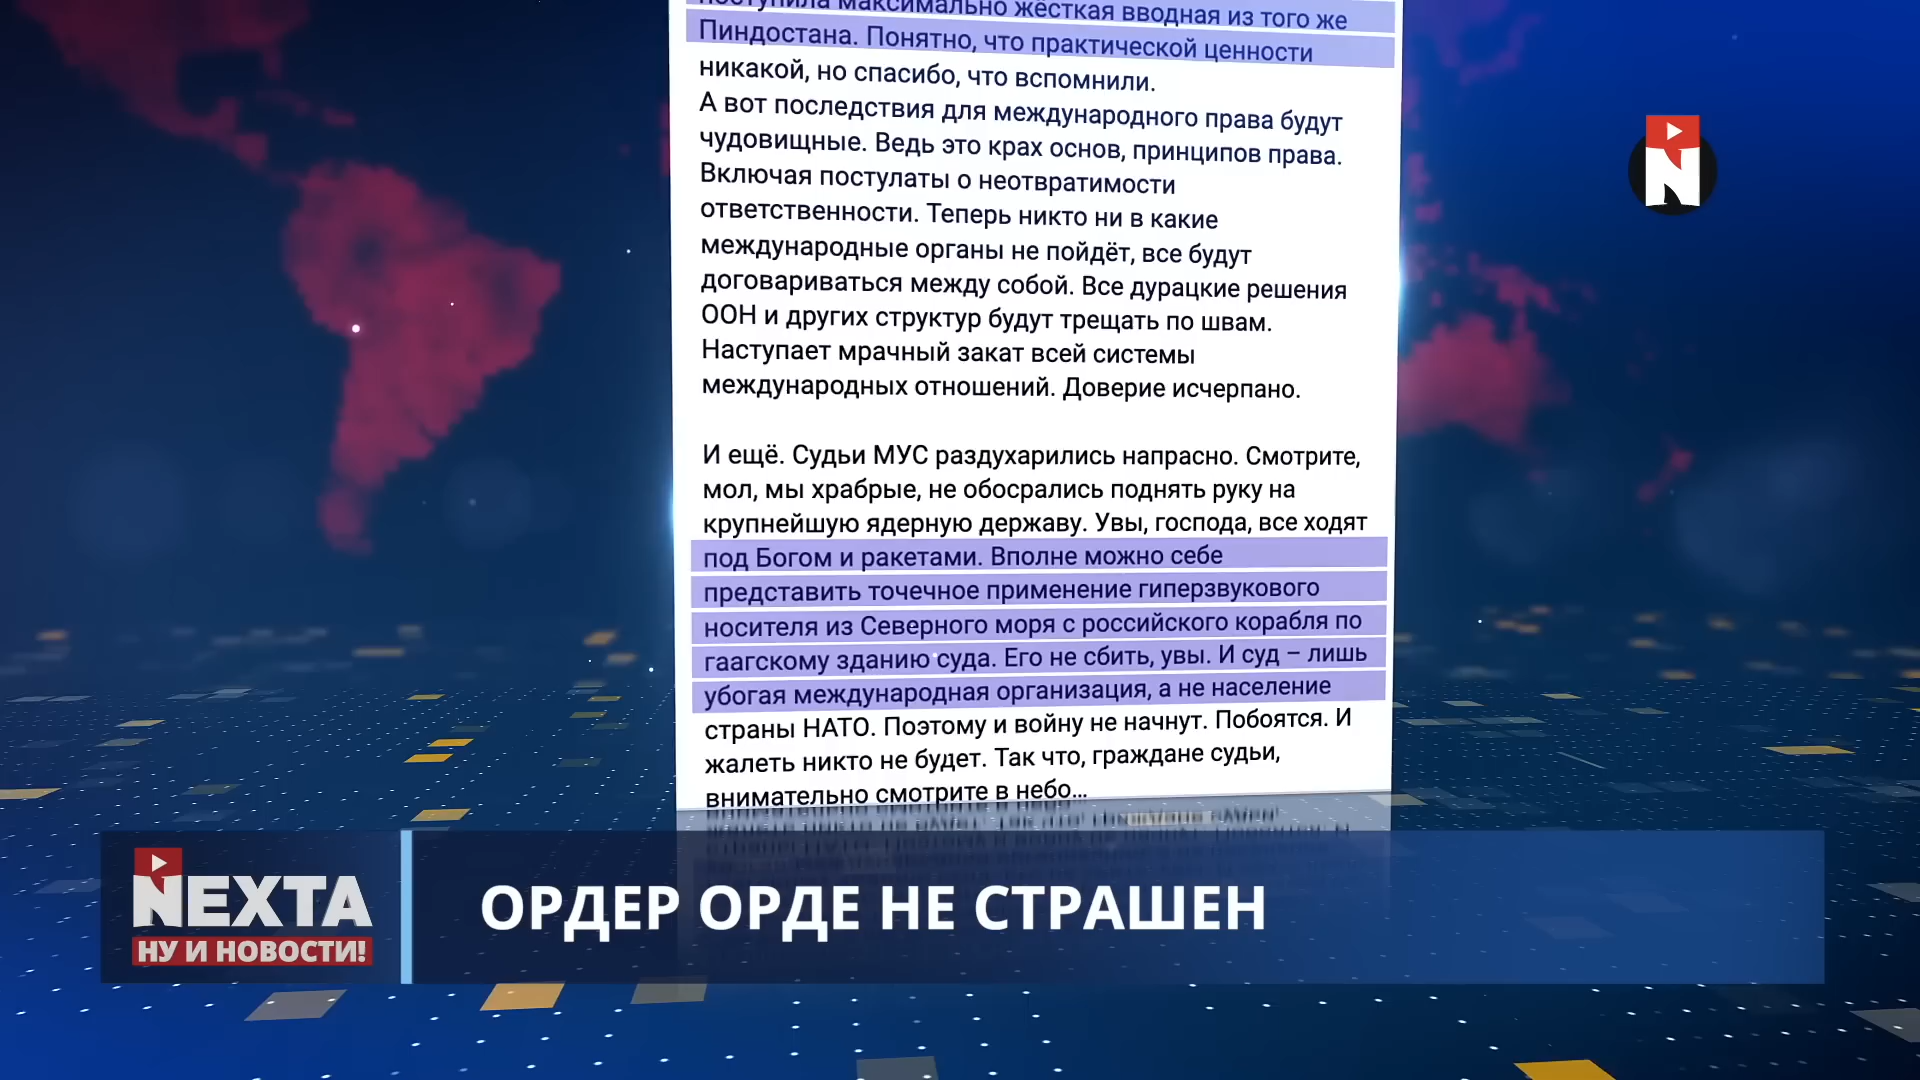 поступила максимально жёсткая вводная из того же
Пиндостана. Понятно, что практической ценности
никакой, но спасибо, что вспомнили.
А вот последствия для международного права будут
чудовищные. Ведь это крах основ, принципов права.
Включая постулаты о неотвратимости
ответственности. Теперь никто ни в какие
международные органы не пойдёт, все будут
договариваться между собой. Все дурацкие решения
ООН и других структур будут трещать по швам.
Наступает мрачный закат всей системы
международных отношений. Доверие исчерпано.
И ещё. Судьи МУС раздухарились напрасно. Смотрите,
мол, мы храбрые, не обосрались поднять руку на
крупнейшую ядерную державу. Увы, господа, все ходят
под Богом и ракетами. Вполне можно себе
представить точечное применение гиперзвукового
носителя из Северного моря с российского корабля по
гаагскому зданию суда. Его не сбить, увы. И суд – лишь
убогая международная организация, а не население
страны НАТО. Поэтому и войну не начнут. Побоятся. И
жалеть никто не будет. Так что, граждане судьи,
внимательно смотрите в небо…
N
NEXTA
НУ И НОВОСТИ!
ОРДЕР ОРДЕ НЕ СТРАШЕН